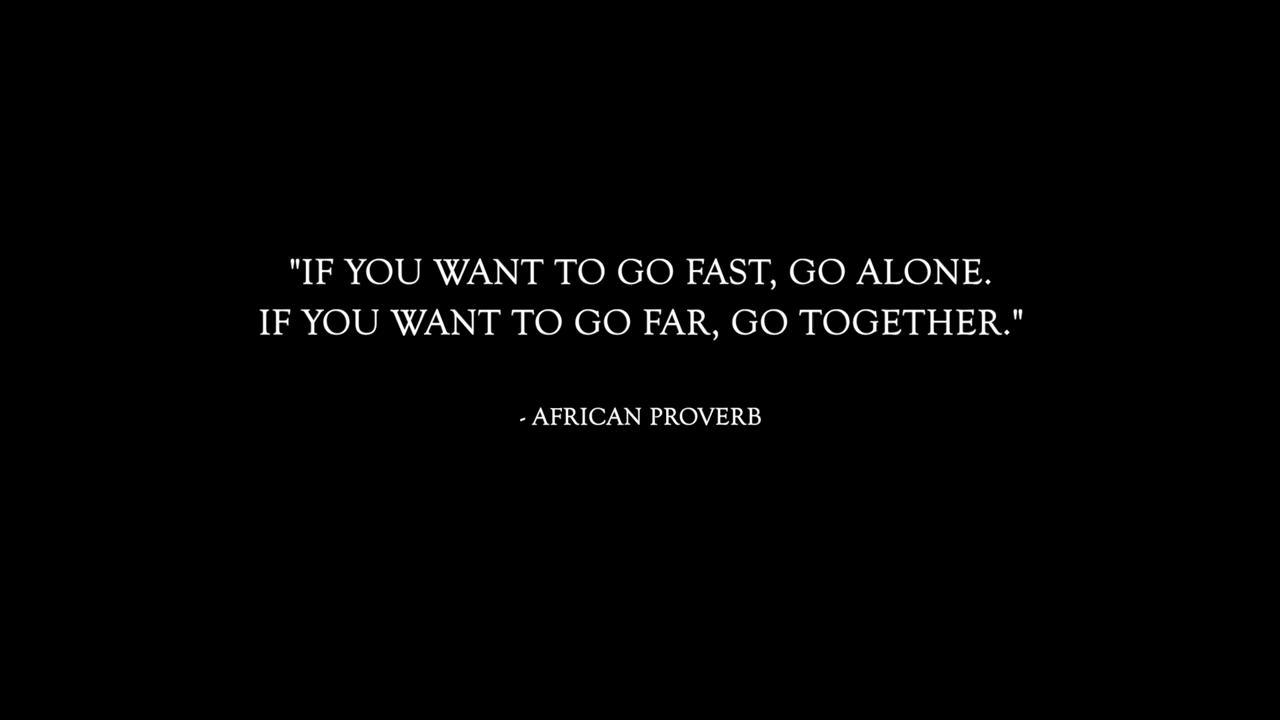 "IF YOU WANT TO GO FAST, GO ALONE.
IF YOU WANT TO GO FAR, GO TOGETHER."
- AFRICAN PROVERB